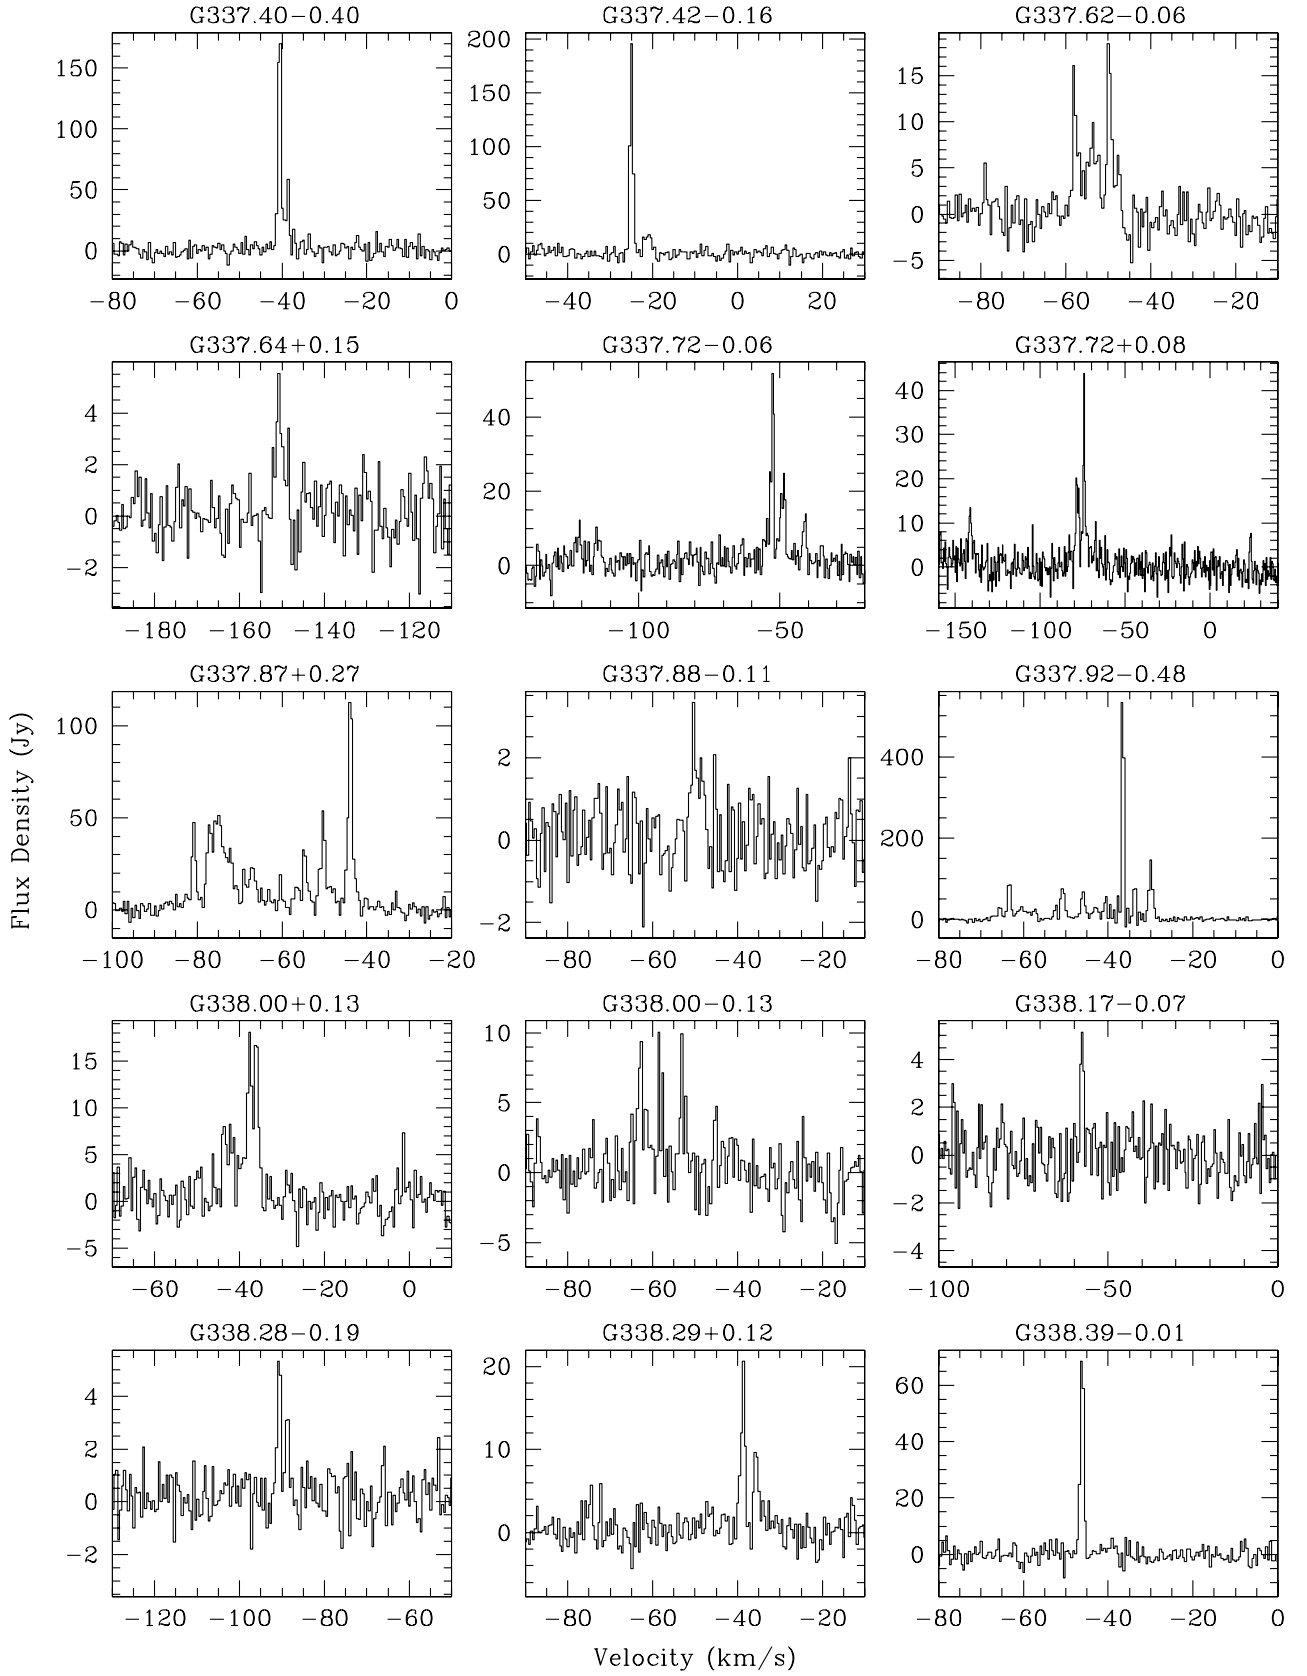 G337.40−0.40 G337.42−0.16 G337.62−0.06
150 200 15
100 150 10
50 100 5
0 50 0
0 −5
−80 −60 −40 −20 0 −40 −20 0 20 −80 −60 −40 −20
G337.64+0.15 G337.72−0.06 G337.72+0.08
4 40 40
2 20 30
0 0 20
−2 10
0
−180 −160 −140 −120 −100 −50 −150 −100 −50 0
G337.87+0.27 G337.88−0.11 G337.92−0.48
100 2 400
50 0 200
0 −2 0
−100 −80 −60 −40 −20 −80 −60 −40 −20 −80 −60 −40 −20 0
Flux Density (Jy)
G338.00+0.13 G338.00−0.13 G338.17−0.07
15 10 4
10 5 2
5 0 0
0 −5 −2
−5 −4
−60 −40 −20 0 −80 −60 −40 −20 −100 −50 0
G338.28−0.19 G338.29+0.12 G338.39−0.01
4 20 60
2 10 40
0 0 20
−2 0
−120 −100 −80 −60 −80 −60 −40 −20 −80 −60 −40 −20 0
Velocity (km/s)